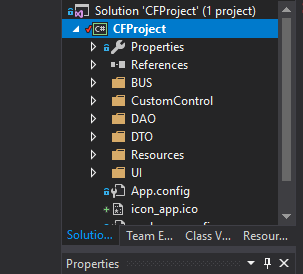 Solution 'CFProject' (1 project)
C# CFProject
Properties
References
BUS
CustomControl
DAO
DTO
Resources
UI
App.config
icon_app.ico
Solutio... Team E... Class V... Resour...
Properties